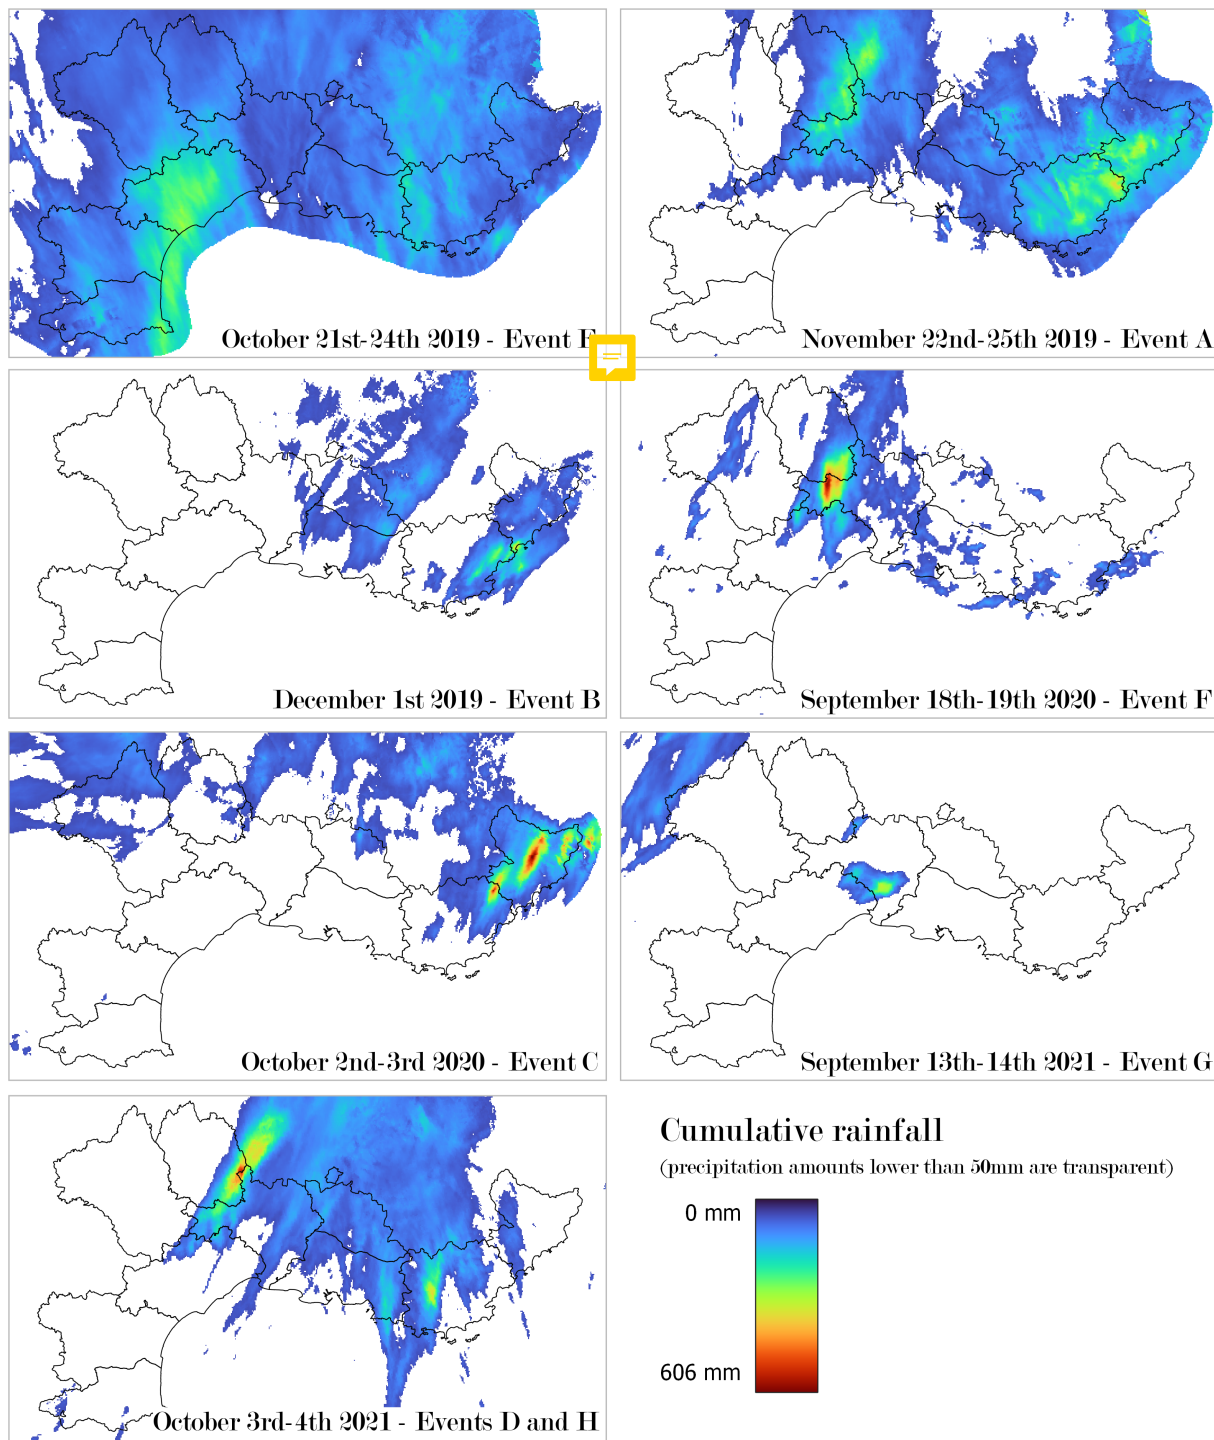 October 21st-24th 2019 - Event E
November 22nd-25th 2019 - Event A
December 1st 2019 - Event B
September 18th-19th 2020 - Event F
October 2nd-3rd 2020 - Event C
September 13th-14th 2021 - Event G
October 3rd-4th 2021 - Events D and H
Cumulative rainfall
(precipitation amounts lower than 50mm are transparent)
0 mm
606 mm